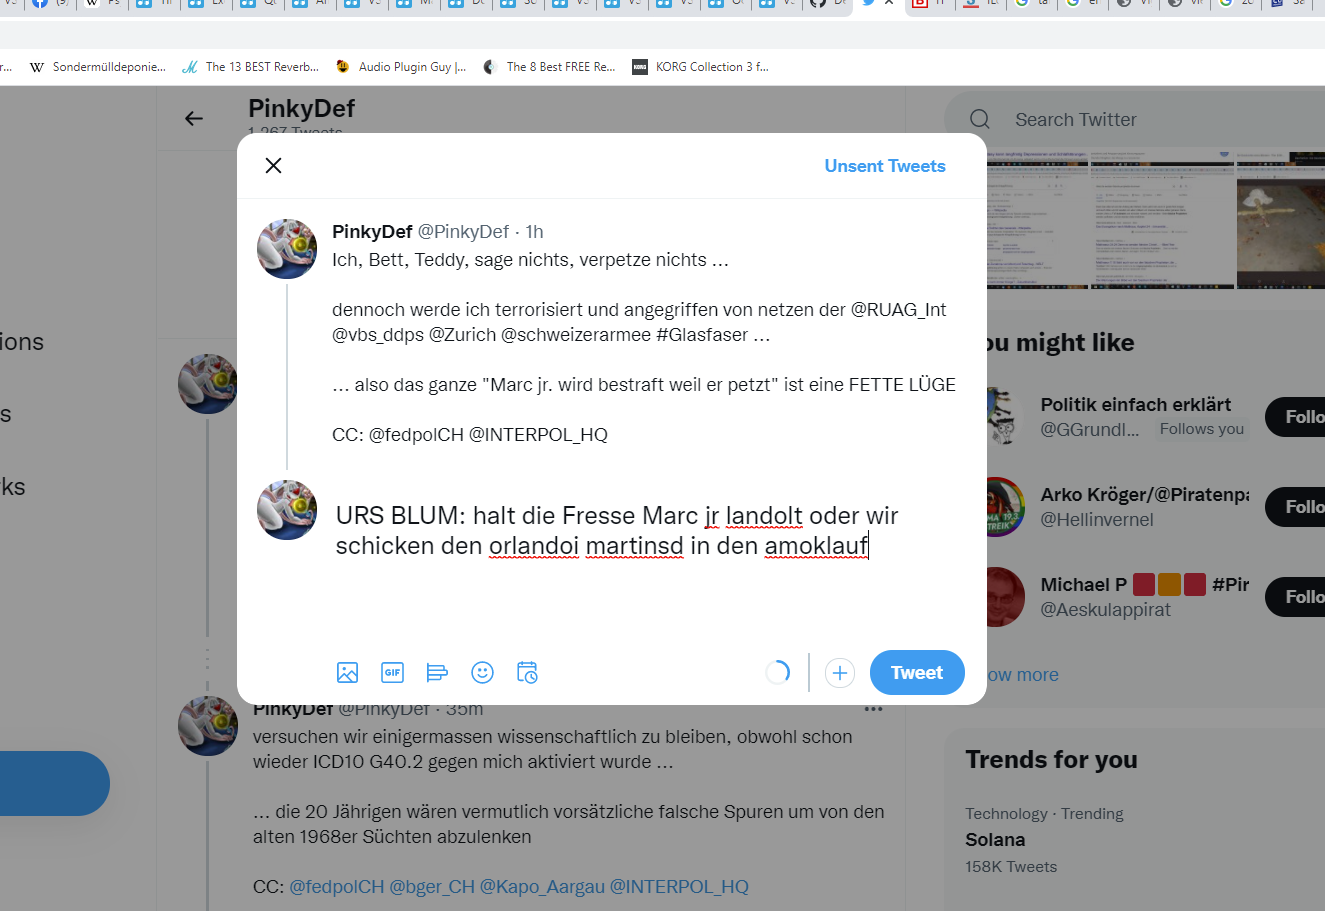 Sondermülldeponie...
The 13 BEST Reverb...
Audio Plugin Guy |...
The 8 Best FREE Re...
KORG
KORG Collection 3 f...
PinkyDef
1,267 Tweets
Search Twitter
Unsent Tweets
PinkyDef @PinkyDef · 1h
Ich, Bett, Teddy, sage nichts, verpetze nichts ...
dennoch werde ich terrorisiert und angegriffen von netzen der @RUAG_Int
@vbs_ddps @Zurich @schweizerarmee #Glasfaser ...
... also das ganze "Marc jr. wird bestraft weil er petzt" ist eine FETTE LÜGE
CC: @fedpolCH @INTERPOL_HQ
URS BLUM: halt die Fresse Marc jr landolt oder wir
schicken den orlandoi martinsd in den amoklauf
GIF
Tweet
ions
s
ks
ou might like
Politik einfach erklärt
@GGrundl... Follows you
Follo
Arko Kröger/@Piratenpa
@Hellinvernel
Follo
Michael P 🟥🟧🟥 #Pir
@Aeskulappirat
Follo
ow more
PinkyDef @PinkyDef · 35m
versuchen wir einigermassen wissenschaftlich zu bleiben, obwohl schon
wieder ICD10 G40.2 gegen mich aktiviert wurde ...
... die 20 Jährigen wären vermutlich vorsätzliche falsche Spuren um von den
alten 1968er Süchten abzulenken
CC: @fedpolCH @bger_CH @Kapo_Aargau @INTERPOL_HQ
Trends for you
Technology · Trending
Solana
158K Tweets